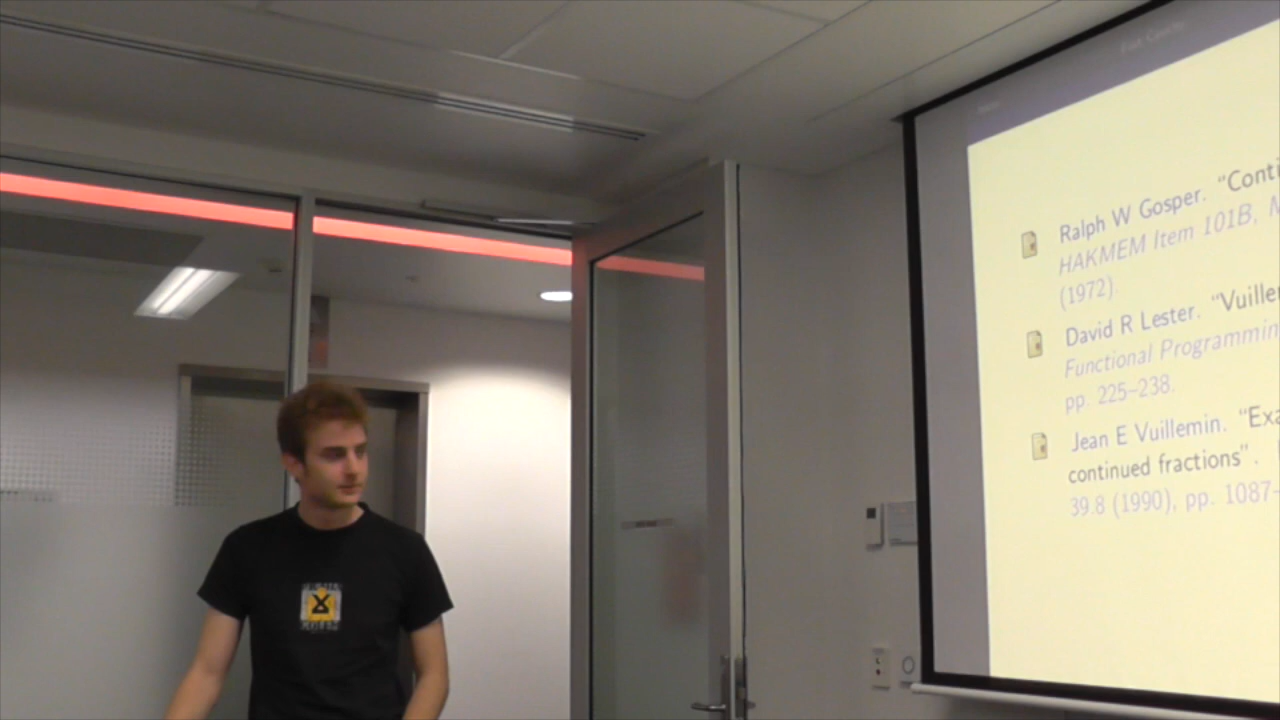 Ralph W Gosper. "Conti
HAKMEM Item 101B, M
(1972).
David R Lester. "Vuille
Functional Programmin
pp. 225–238.
Jean E Vuillemin. "Exa
continued fractions".
39.8 (1990), pp. 1087–